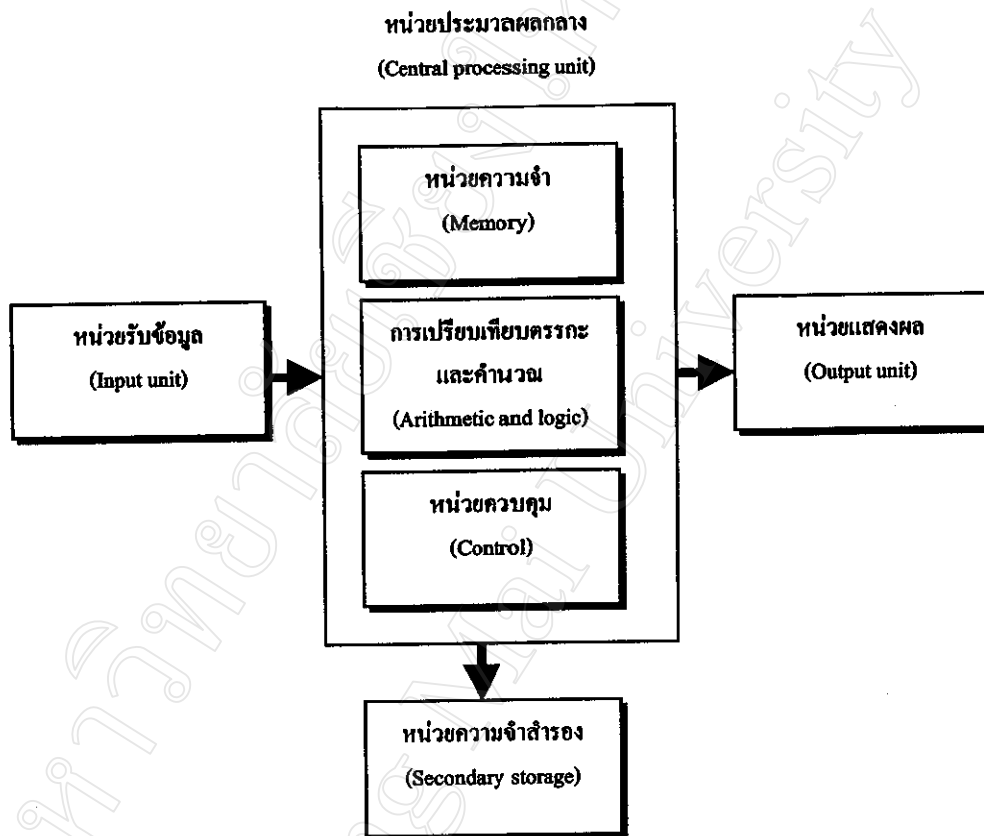 หน่วยประมวลผลกลาง
(Central processing unit)
หน่วยความจำ
(Memory)
หน่วยรับข้อมูล
(Input unit)
การเปรียบเทียบตรรกะ
และคำนวณ
(Arithmetic and logic)
หน่วยแสดงผล
(Output unit)
หน่วยควบคุม
(Control)
หน่วยความจำสำรอง
(Secondary storage)
Mai University